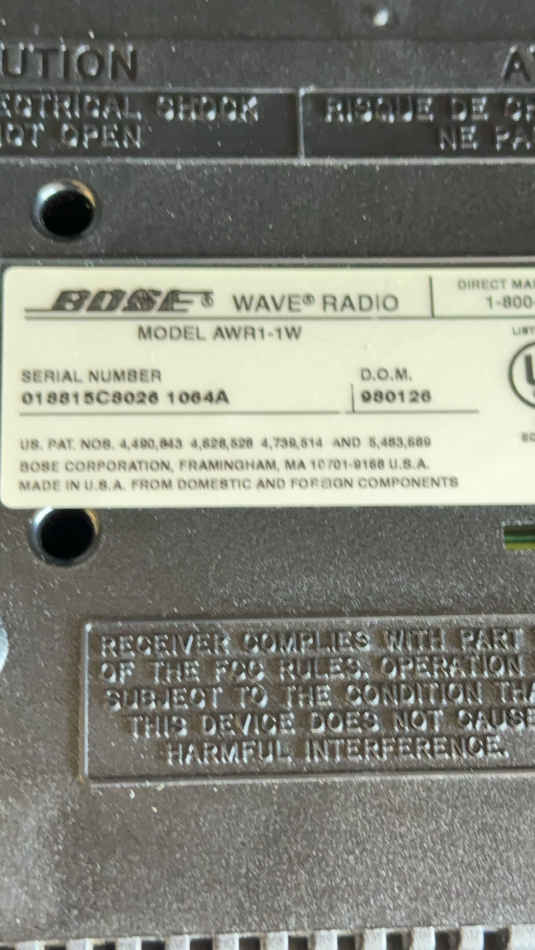 UTION
ECTRICAL SHOCK
NOT OPEN
RISQUE DE CH
NE PA
BOSE® WAVE® RADIO
MODEL AWR1-1W
DIRECT MA
1-800-
LIST
SERIAL NUMBER
018815C8026 1064A
D.O.M.
980126
US. PAT. NOS. 4,490,843 4,628,528 4,739,514 AND 5,483,689
BOSE CORPORATION, FRAMINGHAM, MA 10701-9168 U.S.A.
MADE IN U.S.A. FROM DOMESTIC AND FOREIGN COMPONENTS
RECEIVER COMPLIES WITH PART
OF THE FCC RULES. OPERATION
SUBJECT TO THE CONDITION THA
THIS DEVICE DOES NOT CAUSE
HARMFUL INTERFERENCE.